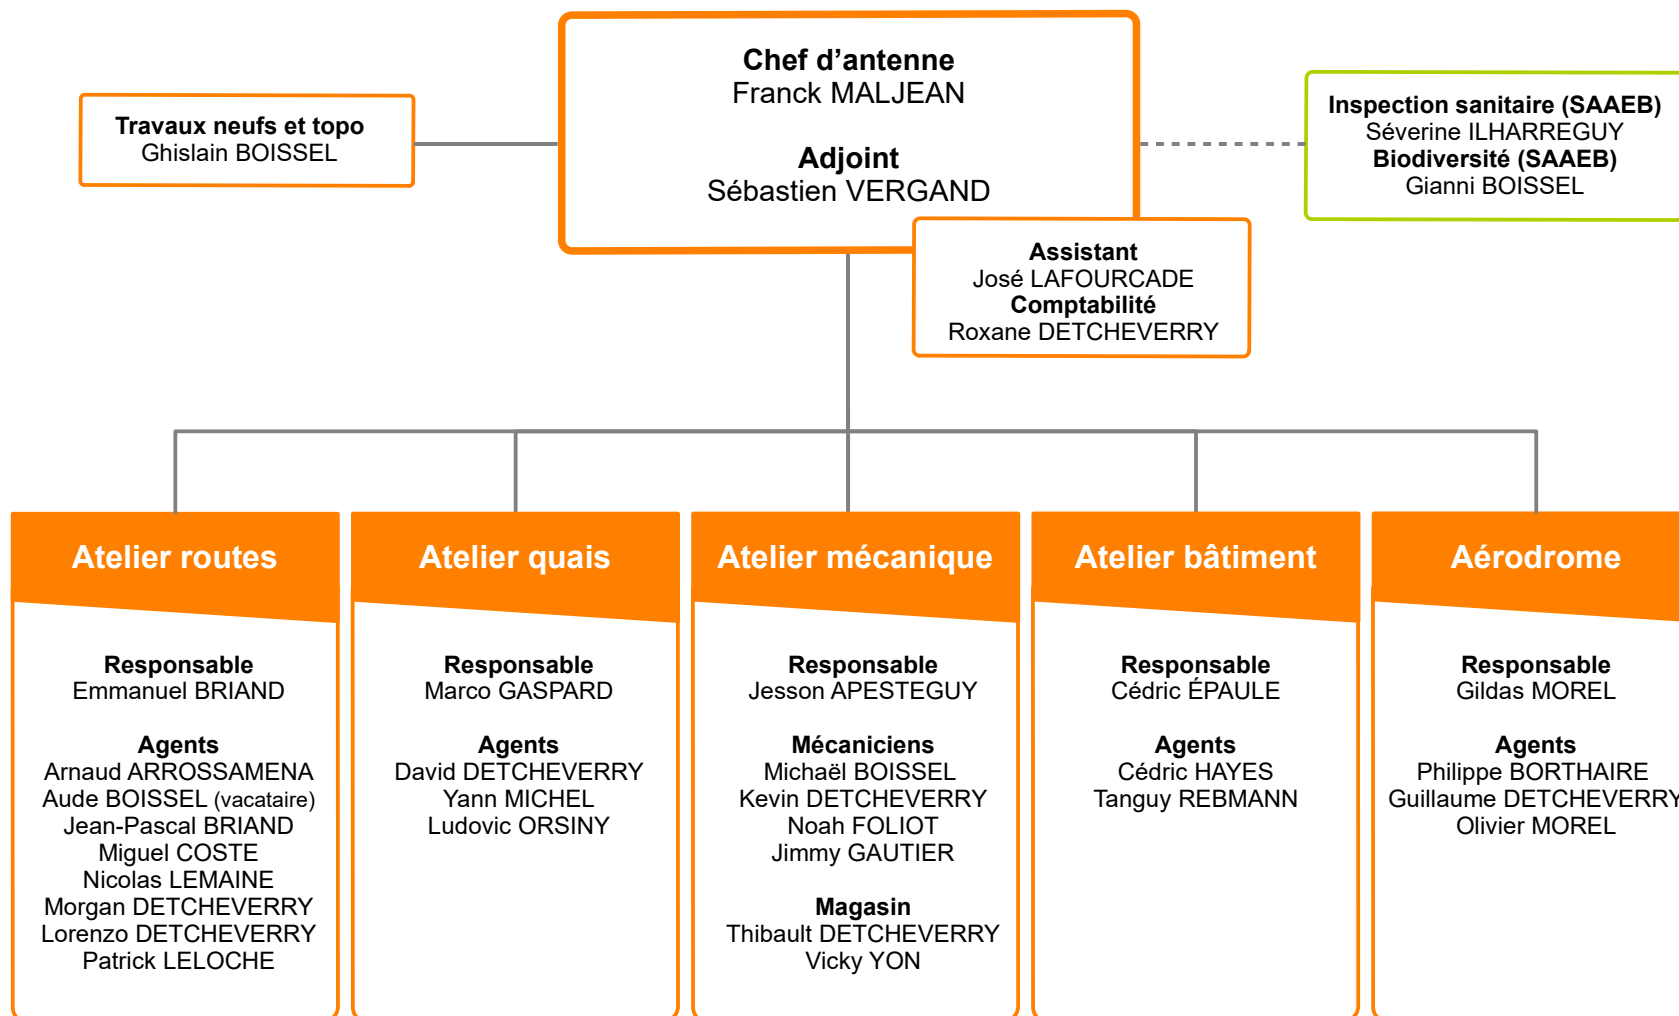 Chef d’antenne
Franck MALJEAN
Adjoint
Sébastien VERGAND
Travaux neufs et topo
Ghislain BOISSEL
Inspection sanitaire (SAAEB)
Séverine ILHARREGUY
Biodiversité (SAAEB)
Gianni BOISSEL
Assistant
José LAFOURCADE
Comptabilité
Roxane DETCHEVERRY
Atelier routes
Responsable
Emmanuel BRIAND
Agents
Arnaud ARROSSAMENA
Aude BOISSEL (vacataire)
Jean-Pascal BRIAND
Miguel COSTE
Nicolas LEMAINE
Morgan DETCHEVERRY
Lorenzo DETCHEVERRY
Patrick LELOCHE
Atelier quais
Responsable
Marco GASPARD
Agents
David DETCHEVERRY
Yann MICHEL
Ludovic ORSINY
Atelier mécanique
Responsable
Jesson APESTEGUY
Mécaniciens
Michaël BOISSEL
Kevin DETCHEVERRY
Noah FOLIOT
Jimmy GAUTIER
Magasin
Thibault DETCHEVERRY
Vicky YON
Atelier bâtiment
Responsable
Cédric ÉPAULE
Agents
Cédric HAYES
Tanguy REBMANN
Aérodrome
Responsable
Gildas MOREL
Agents
Philippe BORTHAIRE
Guillaume DETCHEVERRY
Olivier MOREL